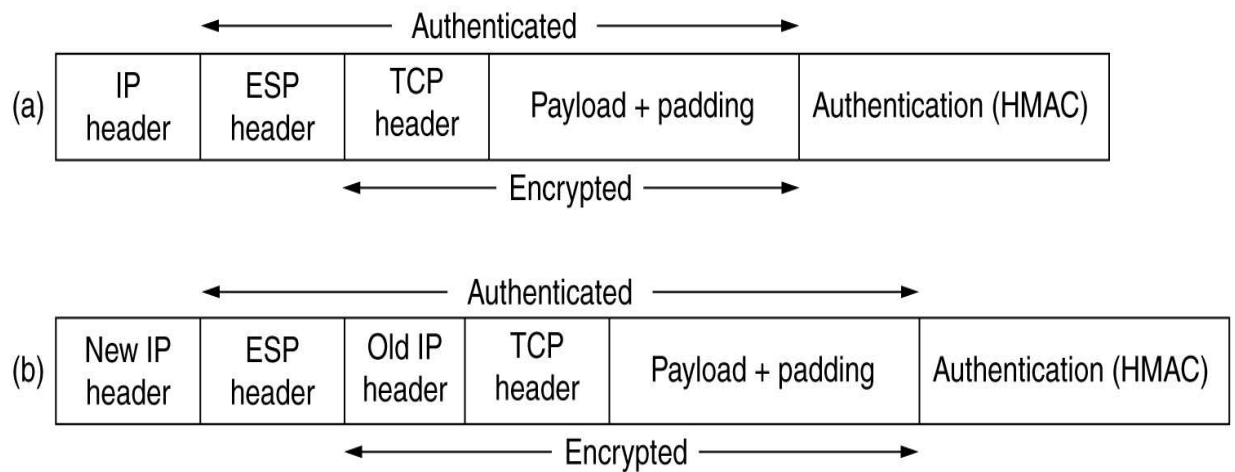 Authenticated
(a)
IP
header
ESP
header
TCP
header
Payload + padding
Authentication (HMAC)
Encrypted
Authenticated
(b)
New IP
header
ESP
header
Old IP
header
TCP
header
Payload + padding
Authentication (HMAC)
Encrypted